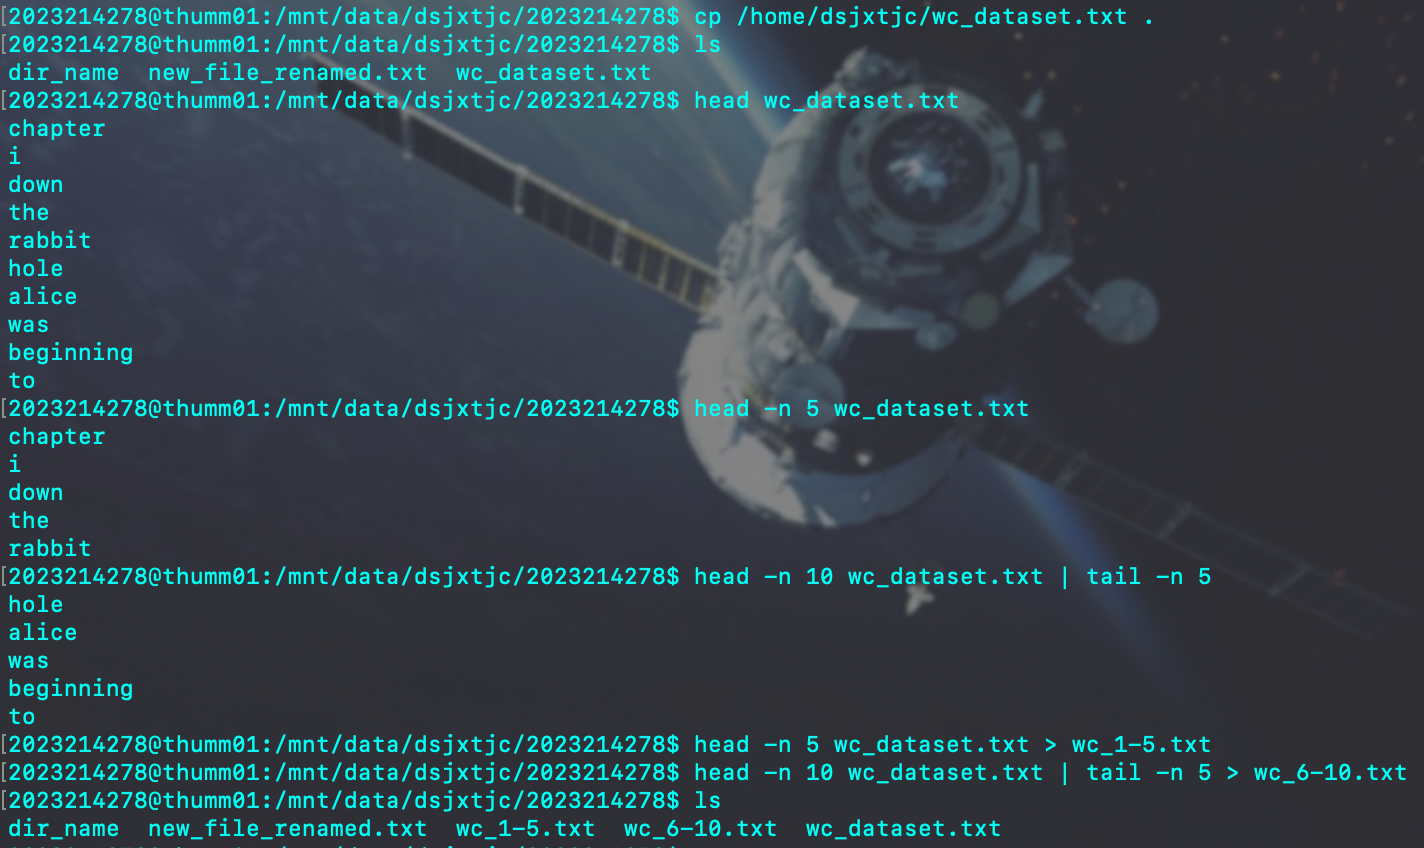 [2023214278@thumm01:/mnt/data/dsjxtjc/2023214278$ cp /home/dsjxtjc/wc_dataset.txt .
[2023214278@thumm01:/mnt/data/dsjxtjc/2023214278$ ls
dir_name  new_file_renamed.txt  wc_dataset.txt
[2023214278@thumm01:/mnt/data/dsjxtjc/2023214278$ head wc_dataset.txt
chapter
i
down
the
rabbit
hole
alice
was
beginning
to
[2023214278@thumm01:/mnt/data/dsjxtjc/2023214278$ head -n 5 wc_dataset.txt
chapter
i
down
the
rabbit
[2023214278@thumm01:/mnt/data/dsjxtjc/2023214278$ head -n 10 wc_dataset.txt | tail -n 5
hole
alice
was
beginning
to
[2023214278@thumm01:/mnt/data/dsjxtjc/2023214278$ head -n 5 wc_dataset.txt > wc_1-5.txt
[2023214278@thumm01:/mnt/data/dsjxtjc/2023214278$ head -n 10 wc_dataset.txt | tail -n 5 > wc_6-10.txt
[2023214278@thumm01:/mnt/data/dsjxtjc/2023214278$ ls
dir_name  new_file_renamed.txt  wc_1-5.txt  wc_6-10.txt  wc_dataset.txt